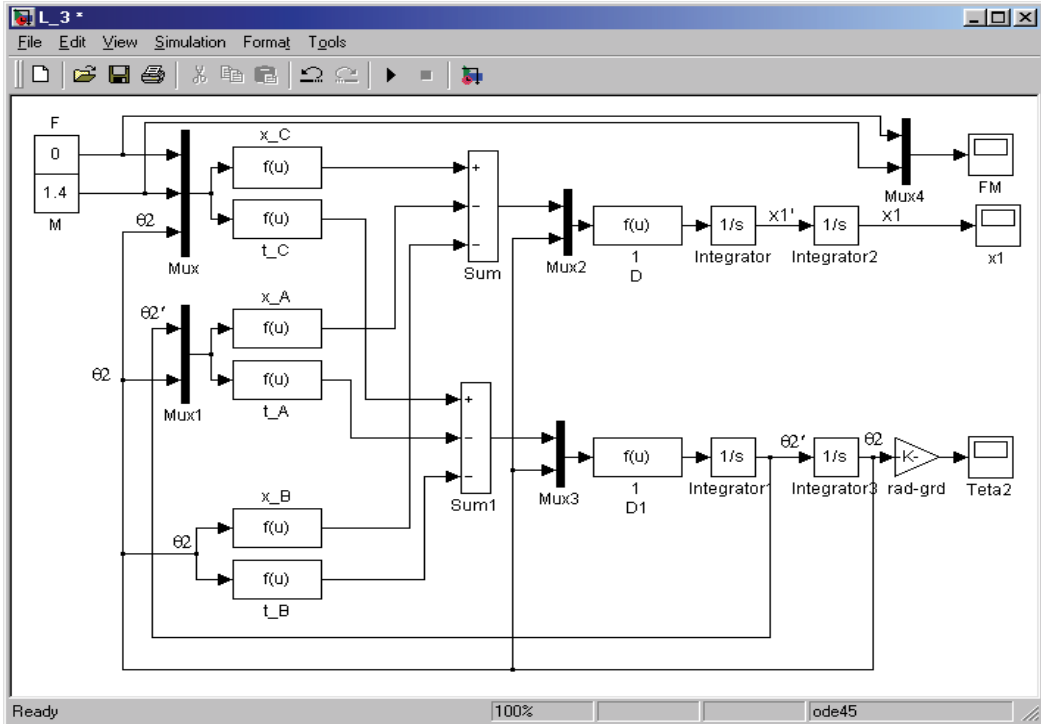 L_3 *
File Edit View Simulation Format Tools
F
0
1.4
M
θ2
Mux
x_C
f(u)
f(u)
t_C
+
−
−
Sum
Mux2
f(u)
1
D
1/s
Integrator
x1'
1/s
Integrator2
x1
Mux4
FM
x1
θ2'
θ2
Mux1
x_A
f(u)
f(u)
t_A
+
−
−
Sum1
Mux3
f(u)
1
D1
1/s
Integrator1
θ2'
1/s
Integrator3
θ2
-K-
rad-grd
Teta2
θ2
x_B
f(u)
f(u)
t_B
Ready 100% ode45